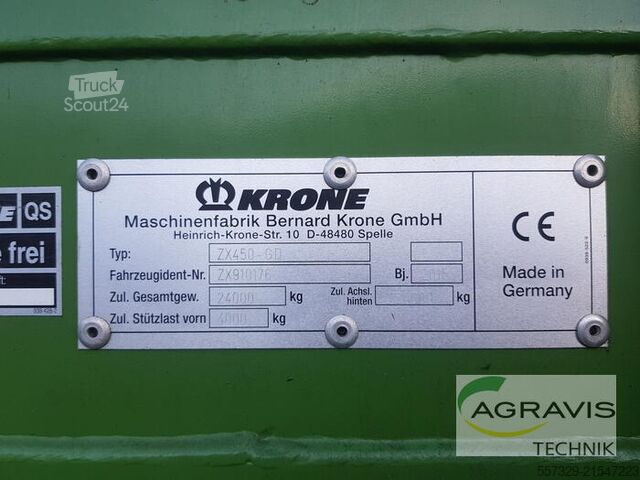 Truck
Scout24
KRONE
Maschinenfabrik Bernard Krone GmbH
Heinrich-Krone-Str. 10 D-48480 Spelle
Typ: ZX450-GD
Fahrzeugident-Nr. ZX910176 Bj.
Zul. Gesamtgew. 24000 kg Zul. Achsl. hinten kg
Zul. Stützlast vorn 4000 kg
CE
Made in
Germany
QS
frei
AGRAVIS
TECHNIK
557329-21547223